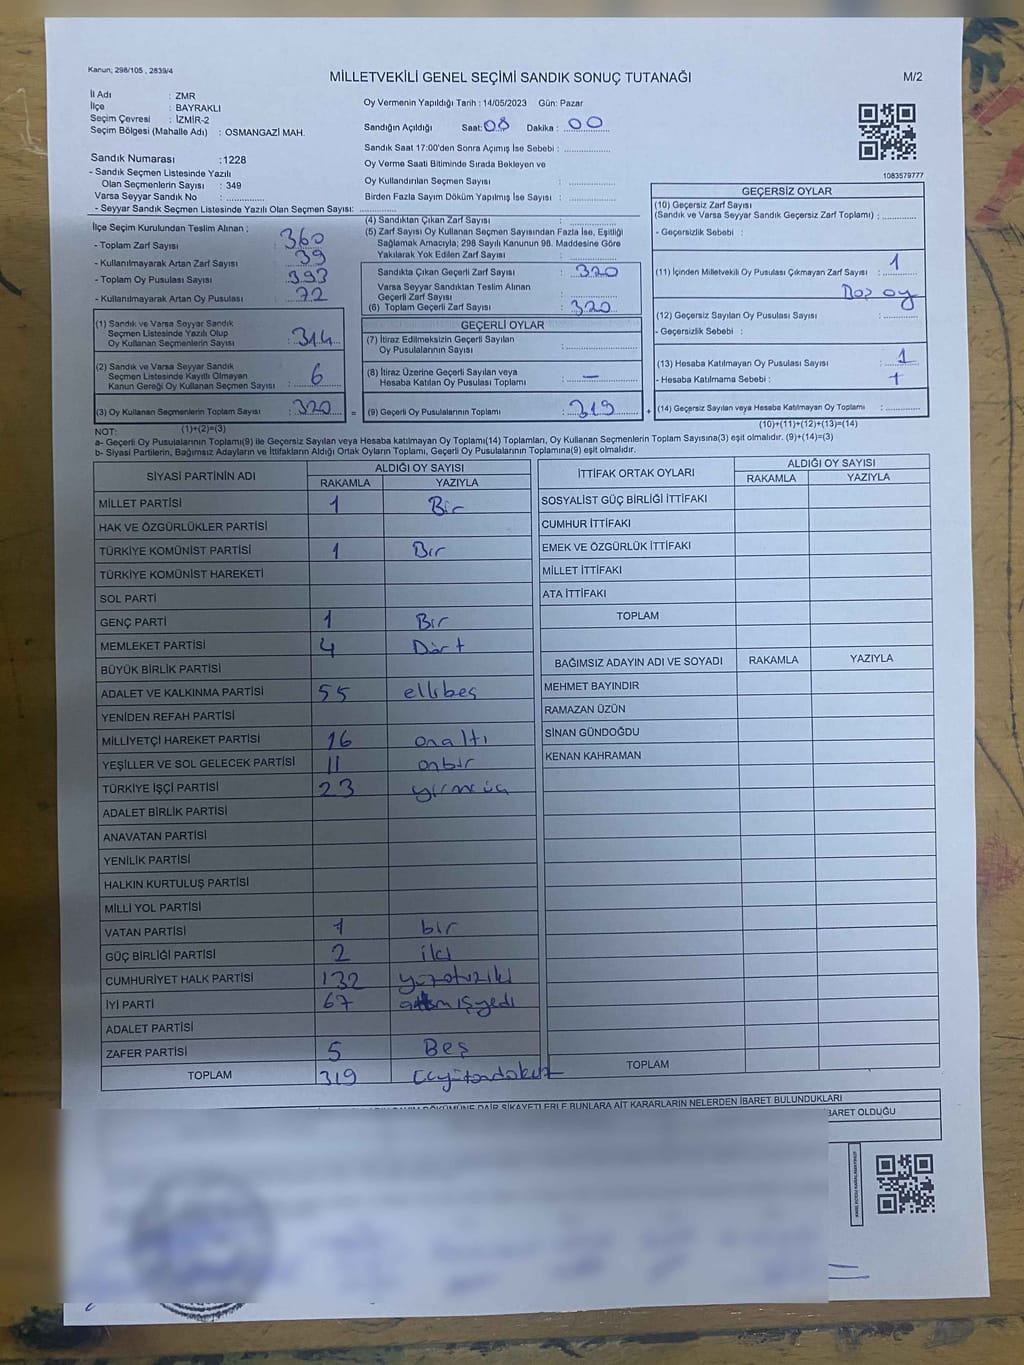 Kanun; 298/105 , 2839/4
MİLLETVEKİLİ GENEL SEÇİMİ SANDIK SONUÇ TUTANAĞI
M/2
İl Adı : ZMR
İlçe : BAYRAKLI
Seçim Çevresi : İZMİR-2
Seçim Bölgesi (Mahalle Adı) : OSMANGAZİ MAH.
Oy Vermenin Yapıldığı Tarih : 14/05/2023 Gün: Pazar
Sandığın Açıldığı Saat: 08 Dakika : 00
Sandık Saat 17:00'den Sonra Açımış İse Sebebi :
Oy Verme Saati Bitiminde Sırada Bekleyen ve
Oy Kullandırılan Seçmen Sayısı :
Birden Fazla Sayım Döküm Yapılmış İse Sayısı :
Sandık Numarası :1228
- Sandık Seçmen Listesinde Yazılı
Olan Seçmenlerin Sayısı : 349
Varsa Seyyar Sandık No :
- Seyyar Sandık Seçmen Listesinde Yazılı Olan Seçmen Sayısı:
1083579777
İlçe Seçim Kurulundan Teslim Alınan ;
- Toplam Zarf Sayısı : 360
- Kullanılmayarak Artan Zarf Sayısı : 39
- Toplam Oy Pusulası Sayısı : 393
- Kullanılmayarak Artan Oy Pusulası : 72
(1) Sandık ve Varsa Seyyar Sandık
Seçmen Listesinde Yazılı Olup
Oy Kullanan Seçmenlerin Sayısı : 314
(2) Sandık ve Varsa Seyyar Sandık
Seçmen Listesinde Kayıtlı Olmayan
Kanun Gereği Oy Kullanan Seçmen Sayısı : 6
(3) Oy Kullanan Seçmenlerin Toplam Sayısı : 320 =
(1)+(2)=(3)
(4) Sandıktan Çıkan Zarf Sayısı :
(5) Zarf Sayısı Oy Kullanan Seçmen Sayısından Fazla İse, Eşitliği
Sağlamak Amacıyla; 298 Sayılı Kanunun 98. Maddesine Göre
Yakılarak Yok Edilen Zarf Sayısı :
Sandıkta Çıkan Geçerli Zarf Sayısı : 320
Varsa Seyyar Sandıktan Teslim Alınan
Geçerli Zarf Sayısı :
(6) Toplam Geçerli Zarf Sayısı : 320
GEÇERLİ OYLAR
(7) İtiraz Edilmeksizin Geçerli Sayılan
Oy Pusulalarının Sayısı :
(8) İtiraz Üzerine Geçerli Sayılan veya
Hesaba Katılan Oy Pusulası Toplamı : —
(9) Geçerli Oy Pusulalarının Toplamı : 319 +
GEÇERSİZ OYLAR
(10) Geçersiz Zarf Sayısı
(Sandık ve Varsa Seyyar Sandık Geçersiz Zarf Toplamı) :
- Geçersizlik Sebebi :
(11) İçinden Milletvekili Oy Pusulası Çıkmayan Zarf Sayısı : 1
Boş oy
(12) Geçersiz Sayılan Oy Pusulası Sayısı :
- Geçersizlik Sebebi :
(13) Hesaba Katılmayan Oy Pusulası Sayısı : 1
- Hesaba Katılmama Sebebi :
(14) Geçersiz Sayılan veya Hesaba Katılmayan Oy Toplamı :
(10)+(11)+(12)+(13)=(14)
NOT:
a- Geçerli Oy Pusulalarının Toplamı(9) ile Geçersiz Sayılan veya Hesaba katılmayan Oy Toplamı(14) Toplamları, Oy Kullanan Seçmenlerin Toplam Sayısına(3) eşit olmalıdır. (9)+(14)=(3)
b- Siyasi Partilerin, Bağımsız Adayların ve İttifakların Aldığı Ortak Oyların Toplamı, Geçerli Oy Pusulalarının Toplamına(9) eşit olmalıdır.
SİYASİ PARTİNİN ADI ALDIĞI OY SAYISI
RAKAMLA YAZIYLA
MİLLET PARTİSİ 1 Bir
HAK VE ÖZGÜRLÜKLER PARTİSİ
TÜRKİYE KOMÜNİST PARTİSİ 1 Bir
TÜRKİYE KOMÜNİST HAREKETİ
SOL PARTİ
GENÇ PARTİ 1 Bir
MEMLEKET PARTİSİ 4 Dört
BÜYÜK BİRLİK PARTİSİ
ADALET VE KALKINMA PARTİSİ 55 ellibeş
YENİDEN REFAH PARTİSİ
MİLLİYETÇİ HAREKET PARTİSİ 16 onaltı
YEŞİLLER VE SOL GELECEK PARTİSİ 11 onbir
TÜRKİYE İŞÇİ PARTİSİ 23
ADALET BİRLİK PARTİSİ
ANAVATAN PARTİSİ
YENİLİK PARTİSİ
HALKIN KURTULUŞ PARTİSİ
MİLLİ YOL PARTİSİ
VATAN PARTİSİ 1 bir
GÜÇ BİRLİĞİ PARTİSİ 2 iki
CUMHURİYET HALK PARTİSİ 132 yüzotuziki
İYİ PARTİ 67 altmışyedi
ADALET PARTİSİ
ZAFER PARTİSİ 5 Beş
TOPLAM 319
İTTİFAK ORTAK OYLARI ALDIĞI OY SAYISI
RAKAMLA YAZIYLA
SOSYALİST GÜÇ BİRLİĞİ İTTİFAKI
CUMHUR İTTİFAKI
EMEK VE ÖZGÜRLÜK İTTİFAKI
MİLLET İTTİFAKI
ATA İTTİFAKI
TOPLAM
BAĞIMSIZ ADAYIN ADI VE SOYADI RAKAMLA YAZIYLA
MEHMET BAYINDIR
RAMAZAN ÜZÜN
SİNAN GÜNDOĞDU
KENAN KAHRAMAN
TOPLAM
DÖKÜMÜNE DAİR ŞİKAYETLERLE BUNLARA AİT KARARLARIN NELERDEN İBARET BULUNDUKLARI
İBARET OLDUĞU